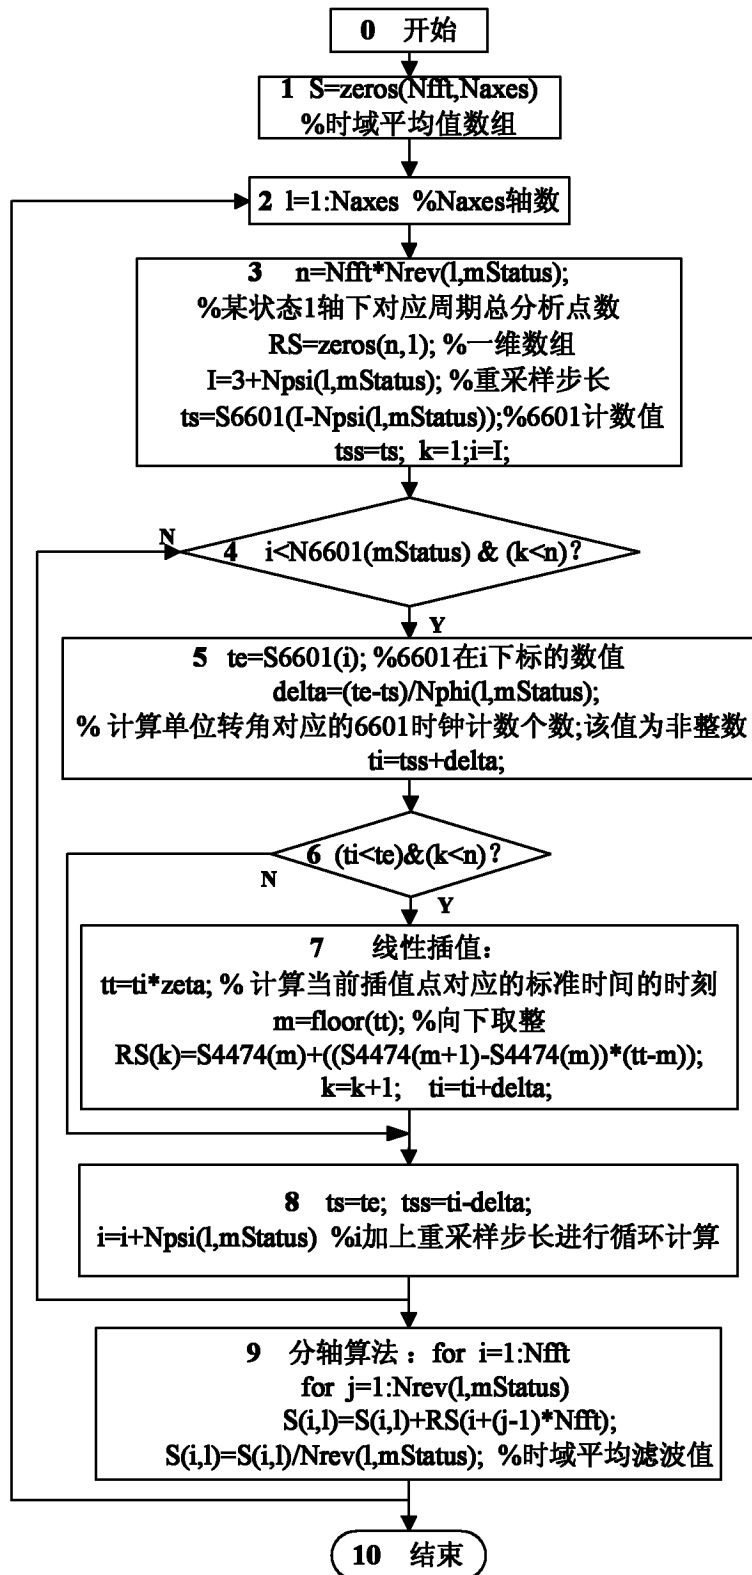 0 开始
1 S=zeros(Nfft,Naxes)
%时域平均值数组
2 l=1:Naxes %Naxes轴数
3 n=Nfft*Nrev(l,mStatus);
%某状态1轴下对应周期总分析点数
RS=zeros(n,1); %一维数组
I=3+Npsi(l,mStatus); %重采样步长
ts=S6601(I-Npsi(l,mStatus));%6601计数值
tss=ts; k=1;i=I;
N
4 i<N6601(mStatus) & (k<n)?
Y
5 te=S6601(i); %6601在i下标的数值
delta=(te-ts)/Nphi(l,mStatus);
% 计算单位转角对应的6601时钟计数个数;该值为非整数
ti=tss+delta;
6 (ti<te)&(k<n)?
N
Y
7 线性插值：
tt=ti*zeta; % 计算当前插值点对应的标准时间的时刻
m=floor(tt); %向下取整
RS(k)=S4474(m)+((S4474(m+1)-S4474(m))*(tt-m));
k=k+1; ti=ti+delta;
8 ts=te; tss=ti-delta;
i=i+Npsi(l,mStatus) %i加上重采样步长进行循环计算
9 分轴算法：for i=1:Nfft
for j=1:Nrev(l,mStatus)
S(i,l)=S(i,l)+RS(i+(j-1)*Nfft);
S(i,l)=S(i,l)/Nrev(l,mStatus); %时域平均滤波值
10 结束